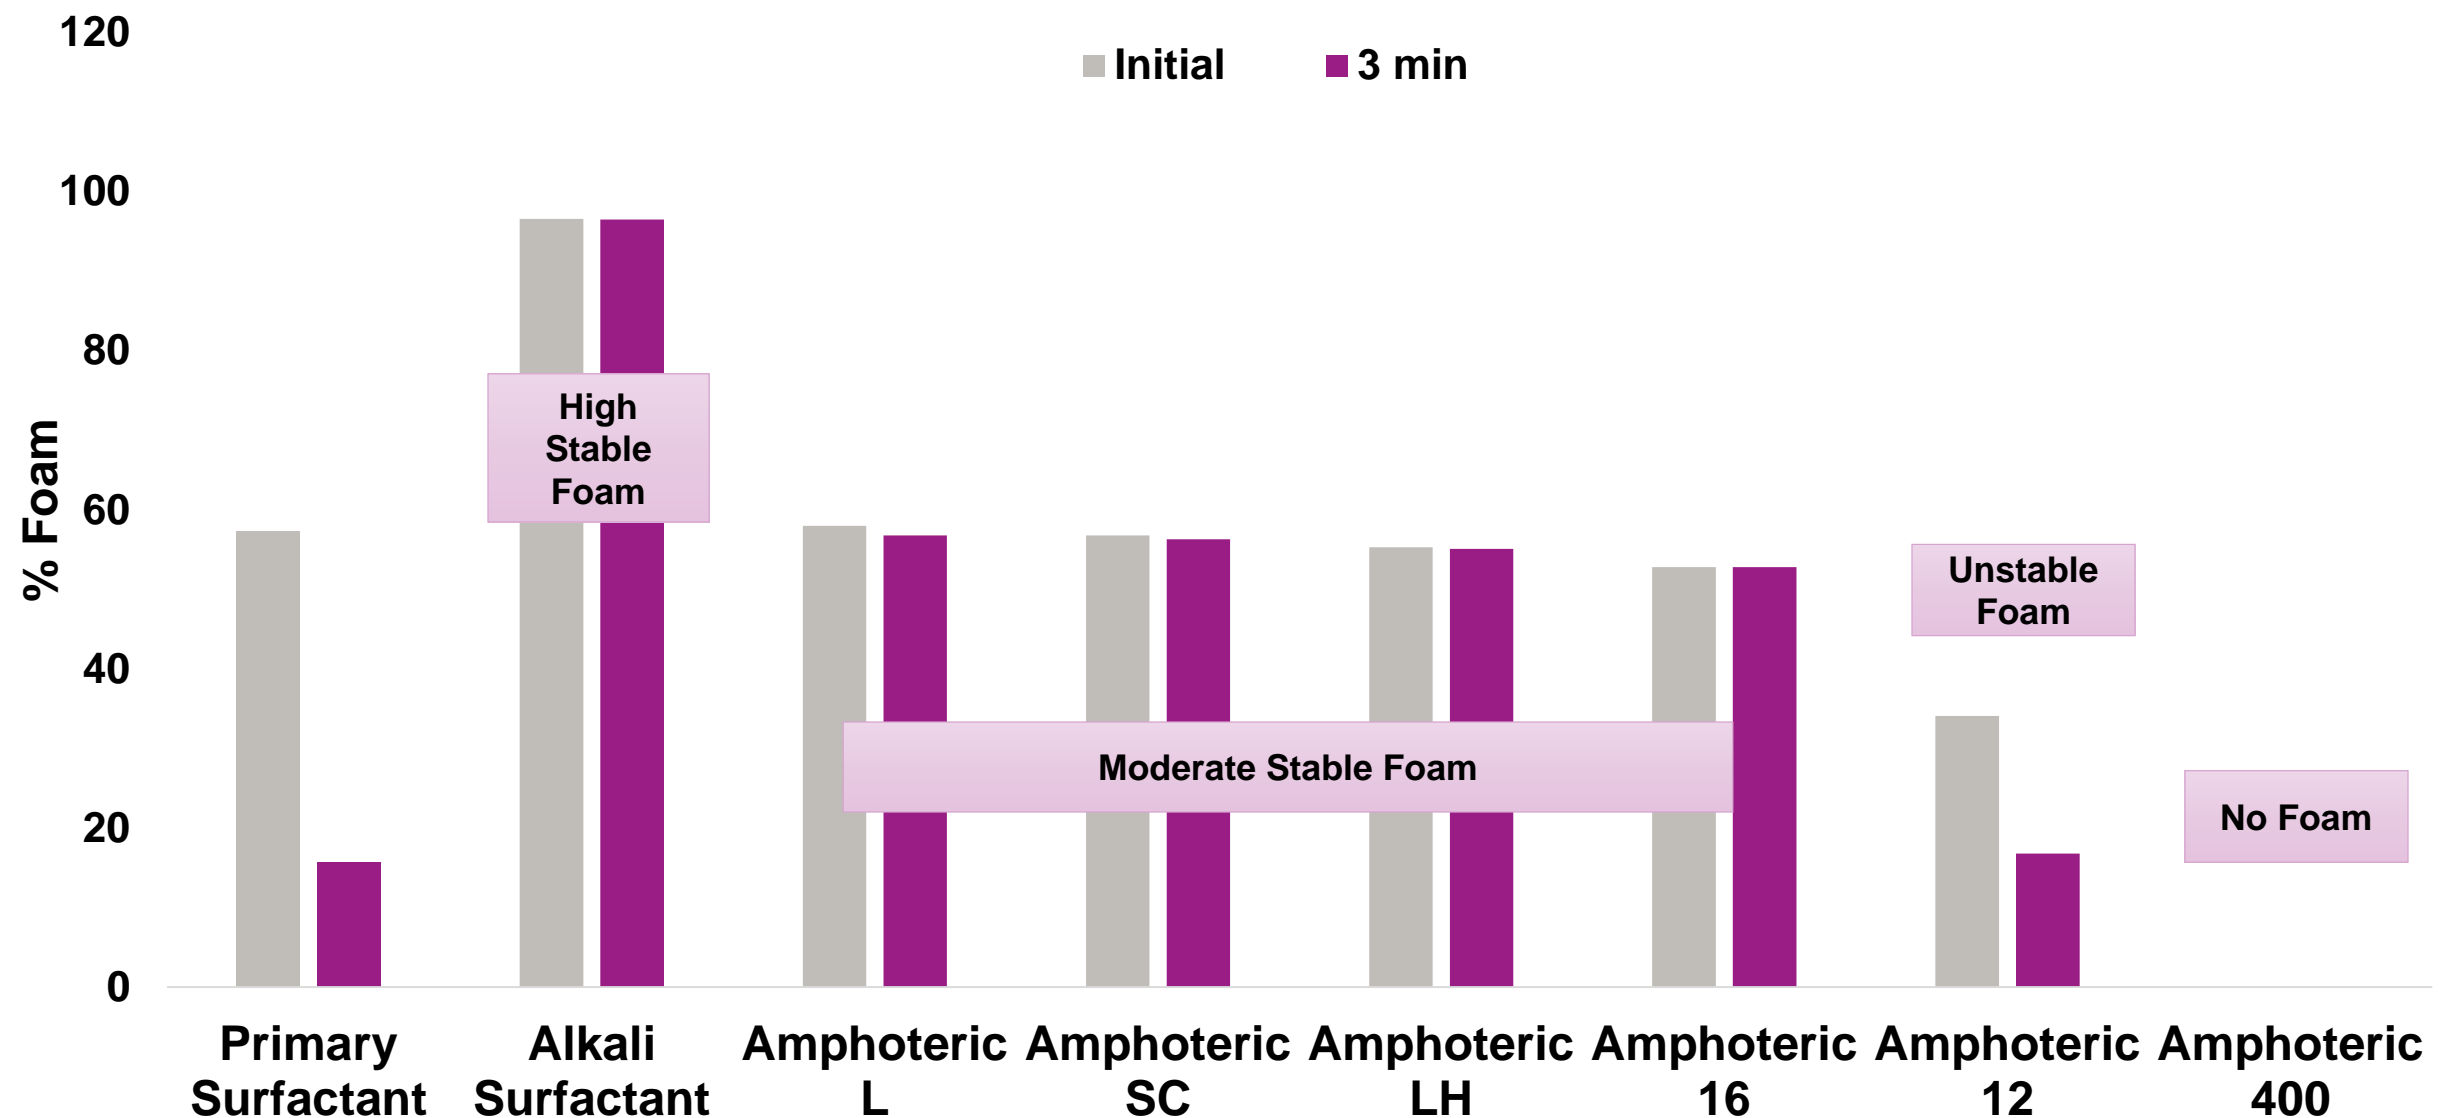 120
Initial
3 min
100
80
60
40
20
0
% Foam
High
Stable
Foam
Moderate Stable Foam
Unstable
Foam
No Foam
Primary
Surfactant
Alkali
Surfactant
Amphoteric
L
Amphoteric
SC
Amphoteric
LH
Amphoteric
16
Amphoteric
12
Amphoteric
400